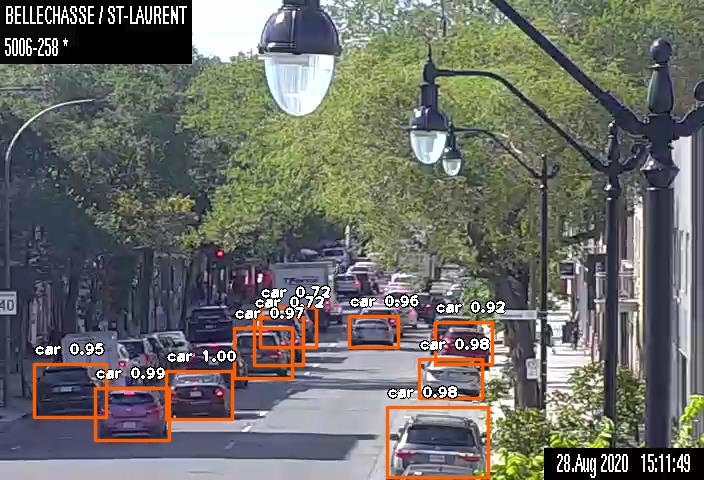 BELLECHASSE / ST-LAURENT
5006-258 *
40
car 0.72
car 0.72
car 0.97
car 0.96
car 0.92
car 0.98
car 1.00
car 0.95
car 0.99
car 0.98
28.Aug 2020 15:11:49